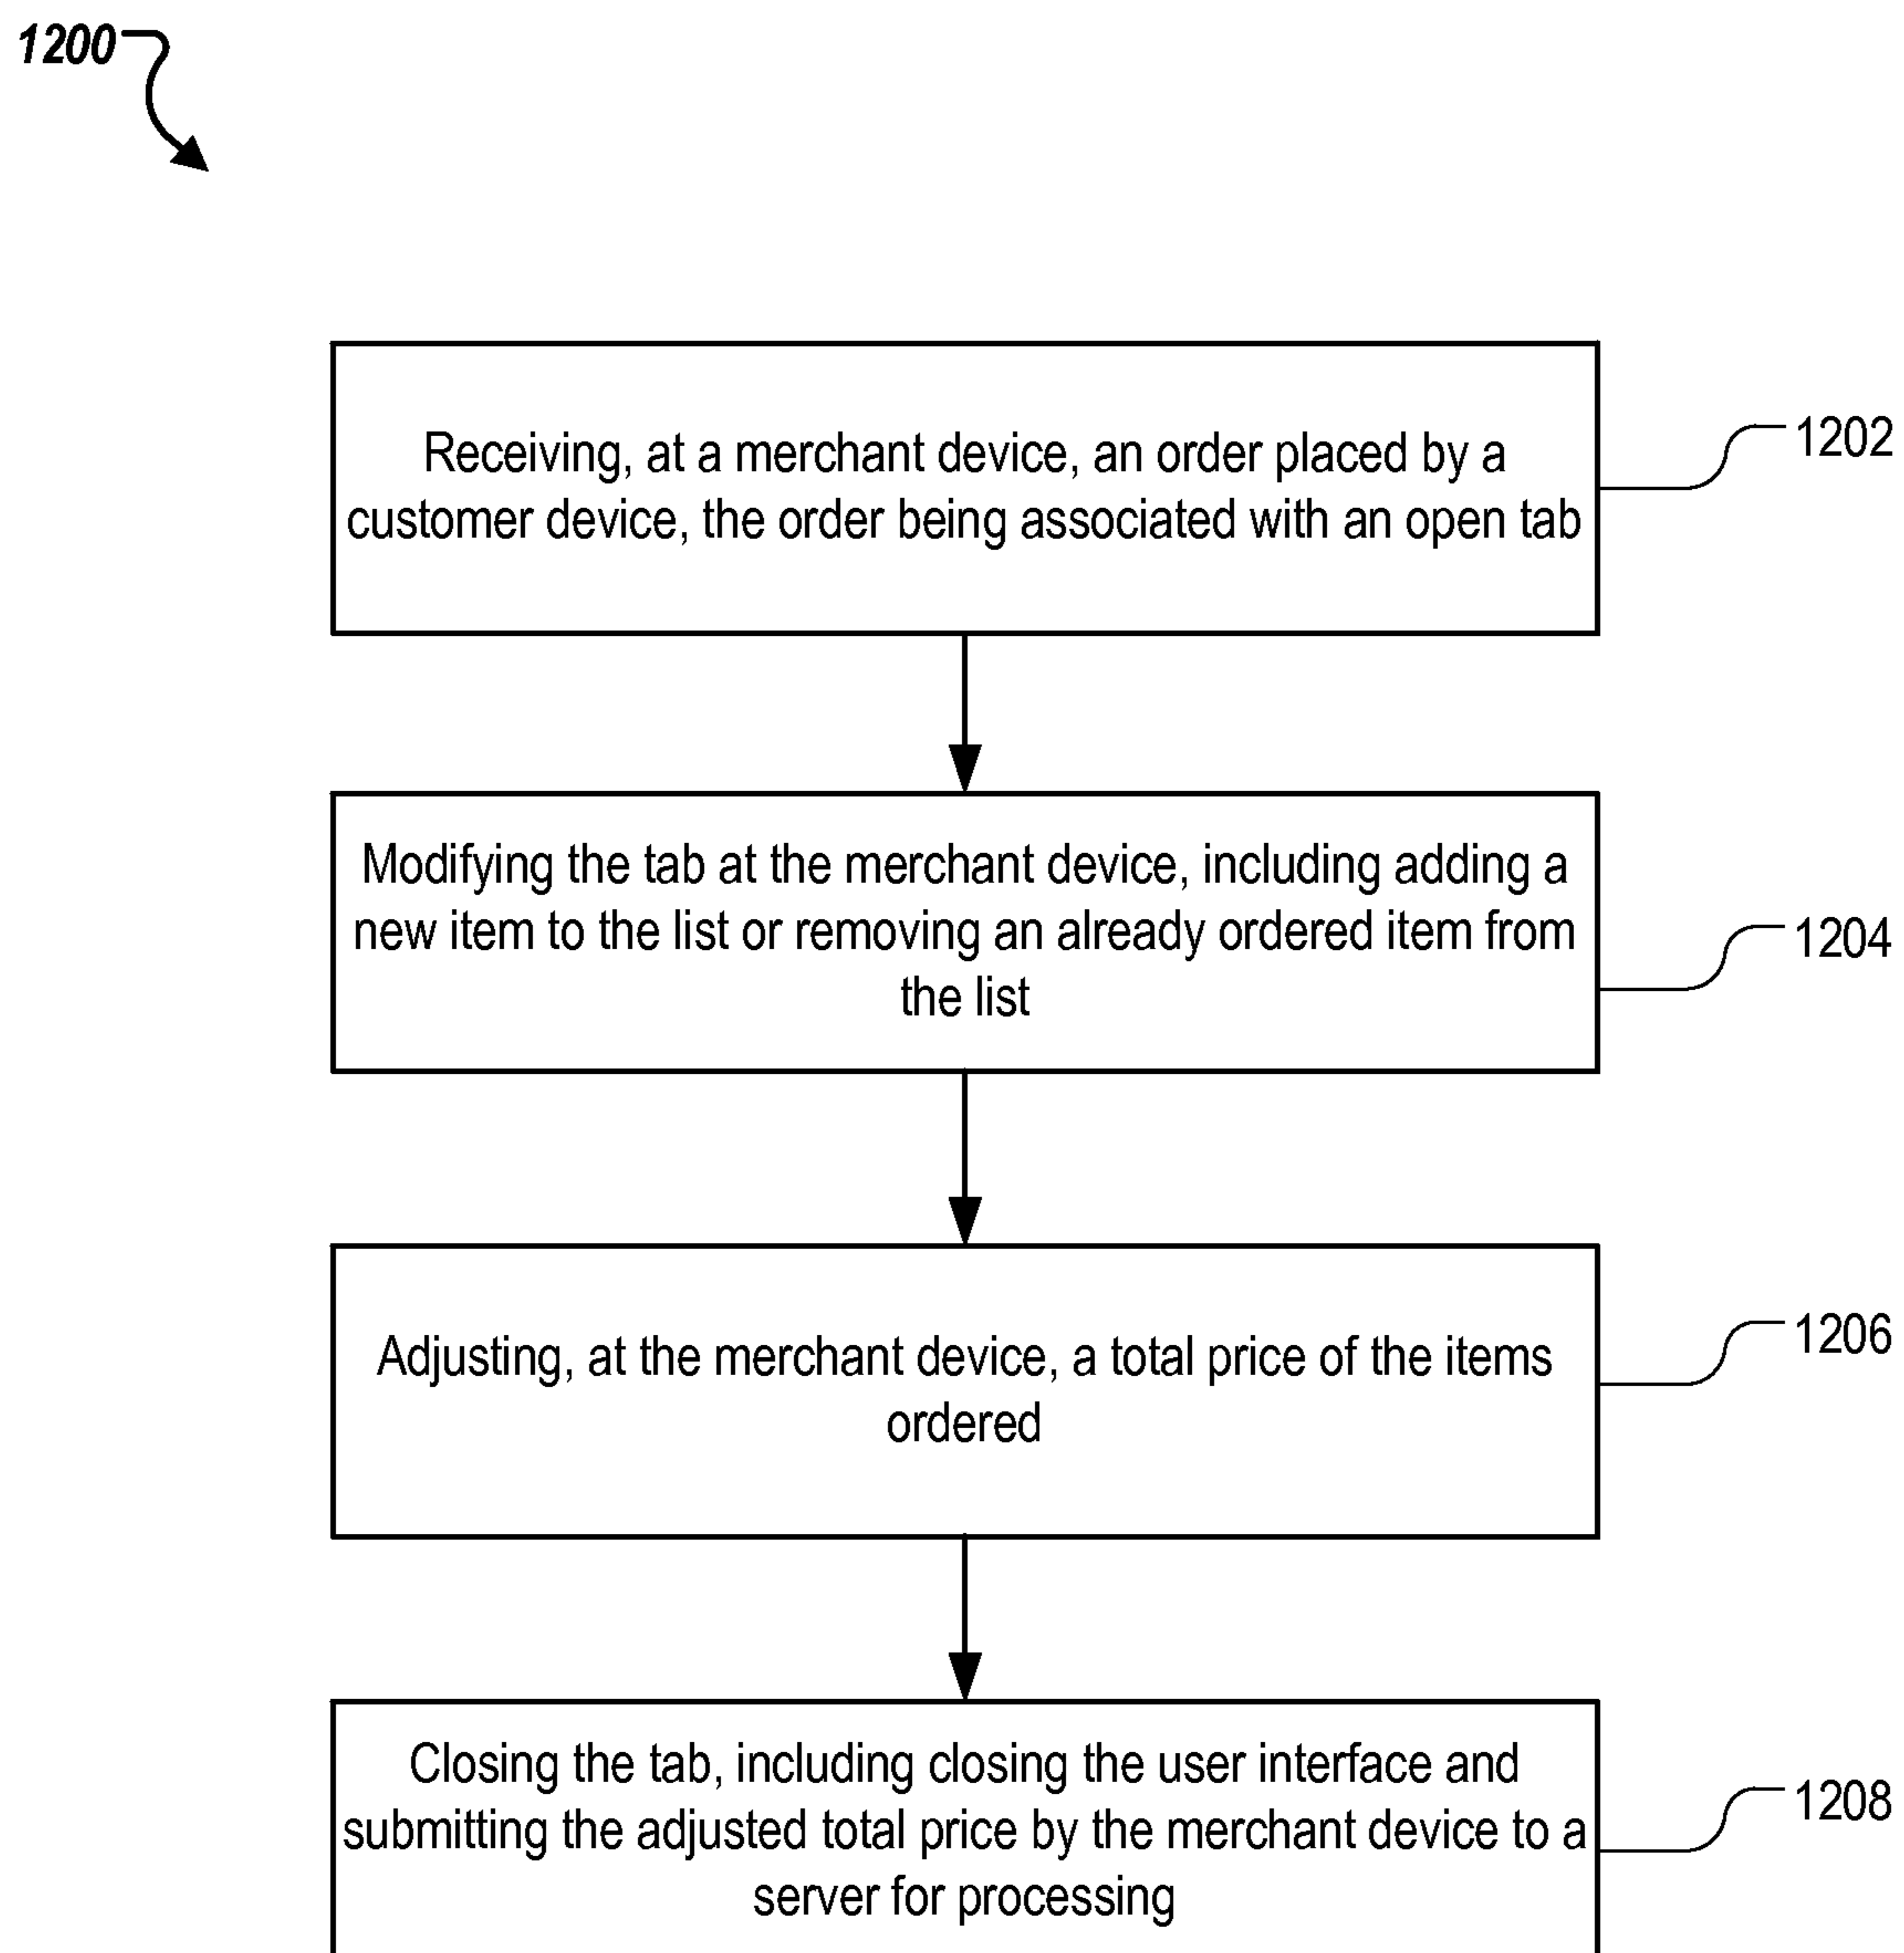 1200
Receiving, at a merchant device, an order placed by a
customer device, the order being associated with an open tab
1202
Modifying the tab at the merchant device, including adding a
new item to the list or removing an already ordered item from
the list
1204
Adjusting, at the merchant device, a total price of the items
ordered
1206
Closing the tab, including closing the user interface and
submitting the adjusted total price by the merchant device to a
server for processing
1208